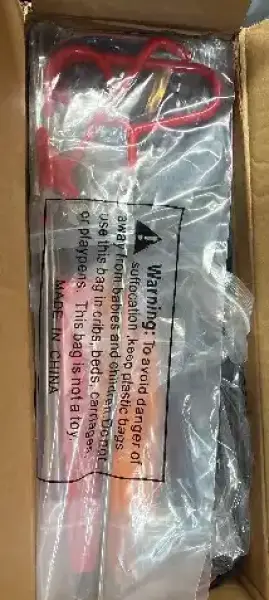 Warning: To avoid danger of
suffocation ,keep plastic bags
away from babies and children.Do not
use this bag in cribs, beds, carriages,
or playpens. This bag is not a toy.
MADE IN CHINA